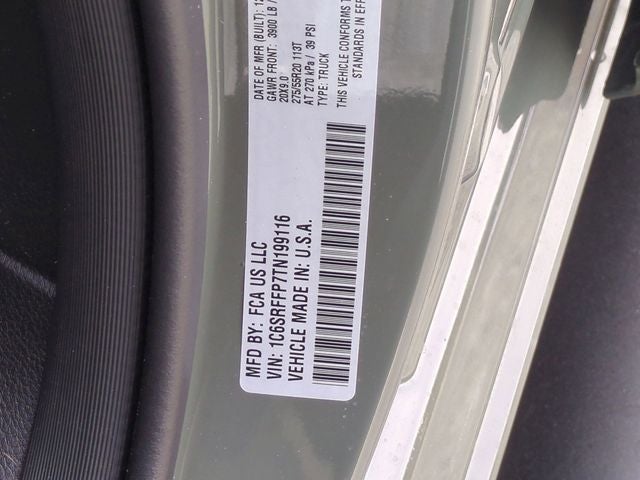 MFD BY: FCA US LLC
DATE OF MFR (BUILT):
GAWR FRONT: 3900 LB /
20X9.0
275/55R20 113T
AT 270 kPa / 39 PSI
TYPE: TRUCK
THIS VEHICLE CONFORMS
STANDARDS IN
VIN: 1C6SRFFP7TN199116
VEHICLE MADE IN: U.S.A.